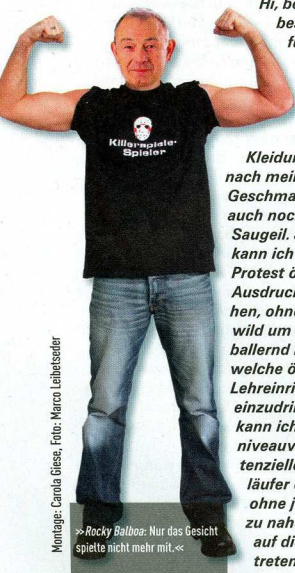 Hi, be
be
f
Kleidu
nach mei
Geschma
auch noc
Saugeil.
kann ich
Protest ö
Ausdruck
hen, ohn
wild um
ballernd
welche ö
Lehreinri
einzudri
kann ich
niveauv
tenzielle
läufer
ohne j
zu nah
auf di
treten
Killerspiele-
Spieler
Montage: Carola Giese, Foto: Marco Leibetseder
»Rocky Balboa: Nur das Gesicht
spielte nicht mehr mit.«